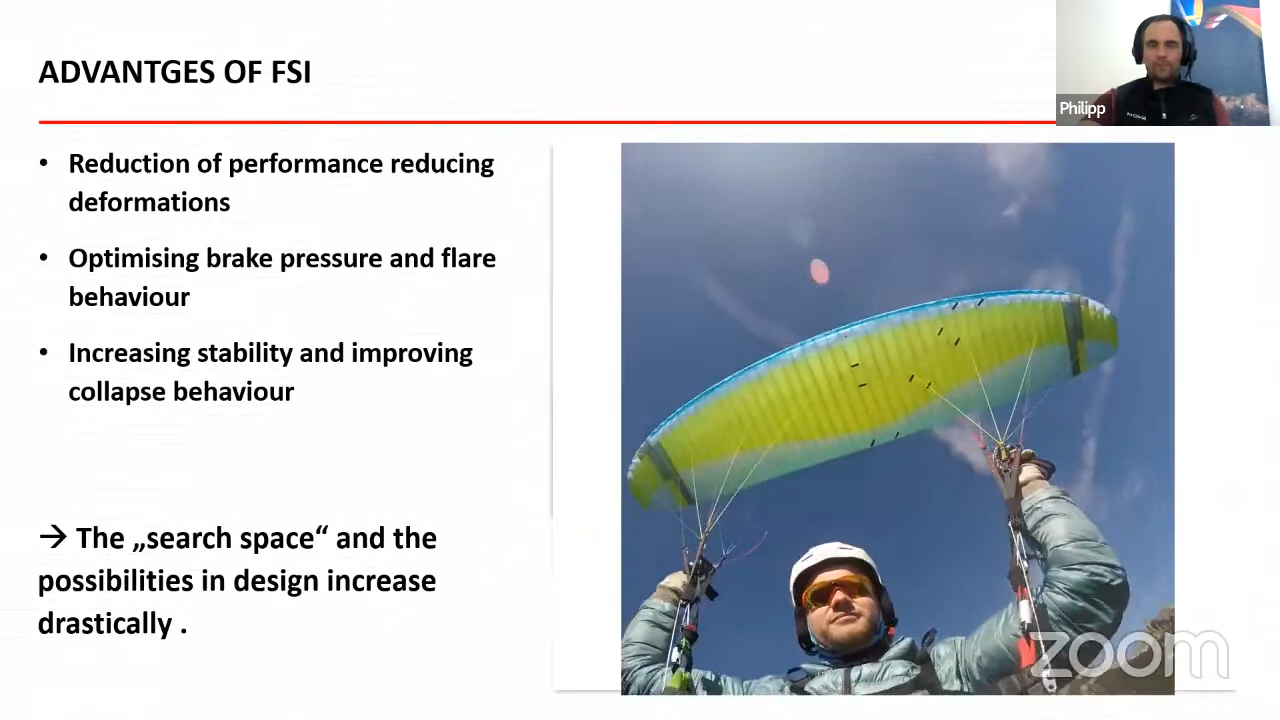 ADVANTGES OF FSI
Philipp
• Reduction of performance reducing
deformations
• Optimising brake pressure and flare
behaviour
• Increasing stability and improving
collapse behaviour
→ The „search space“ and the
possibilities in design increase
drastically .
zoom